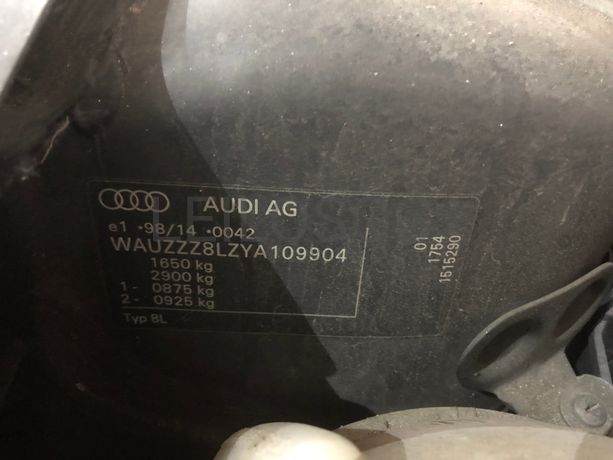 AUDI AG
e1 *98/14 *0042
WAUZZZ8LZYA109904
1650 kg
2900 kg
1- 0875 kg
2- 0925 kg
Typ 8L
01
1754
1515290